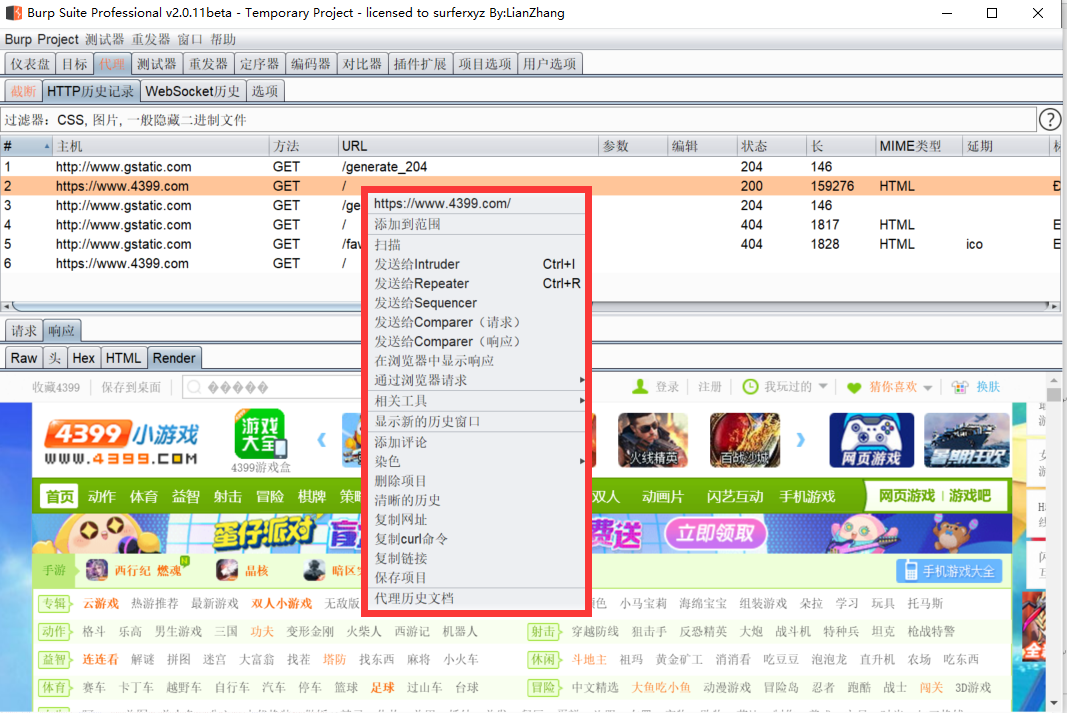 Burp Suite Professional v2.0.11beta - Temporary Project - licensed to surferxyz By:LianZhang
Burp Project 测试器 重发器 窗口 帮助
仪表盘 目标 代理 测试器 重发器 定序器 编码器 对比器 插件扩展 项目选项 用户选项
截断 HTTP历史记录 WebSocket历史 选项
过滤器：CSS, 图片, 一般隐藏二进制文件 ?
# 主机 方法 URL 参数 编辑 状态 长 MIME类型 延期
1 http://www.gstatic.com GET /generate_204 204 146
2 https://www.4399.com GET / 200 159276 HTML
3 http://www.gstatic.com GET /ge 204 146
4 http://www.gstatic.com GET / 404 1817 HTML
5 http://www.gstatic.com GET /fav 404 1828 HTML ico
6 https://www.4399.com GET /
https://www.4399.com/
添加到范围
扫描
发送给Intruder Ctrl+I
发送给Repeater Ctrl+R
发送给Sequencer
发送给Comparer（请求）
发送给Comparer（响应）
在浏览器中显示响应
通过浏览器请求
相关工具
显示新的历史窗口
添加评论
染色
删除项目
清晰的历史
复制网址
复制curl命令
复制链接
保存项目
代理历史文档
请求 响应
Raw 头 Hex HTML Render
收藏4399 保存到桌面 �����  登录 注册 我玩过的 猜你喜欢 换肤
4399小游戏 游戏大全 火线精英 百战沙城 网页游戏 暑期狂欢
www.4399.com 4399游戏盒
首页 动作 体育 益智 射击 冒险 棋牌 策略 双人 动画片 闪艺互动 手机游戏 网页游戏 游戏吧
蛋仔派对 盲 费送 立即领取
手游 西行纪 燃魂 晶核 暗区 手机游戏大全
专辑 云游戏 热游推荐 最新游戏 双人小游戏 无敌版 颜色 小马宝莉 海绵宝宝 组装游戏 朵拉 学习 玩具 托马斯
动作 格斗 乐高 男生游戏 三国 功夫 变形金刚 火柴人 西游记 机器人 射击 穿越防线 狙击手 反恐精英 大炮 战斗机 特种兵 坦克 枪战特警
益智 连连看 解谜 拼图 迷宫 大富翁 找茬 塔防 找东西 麻将 小火车 休闲 斗地主 祖玛 黄金矿工 消消看 吃豆豆 泡泡龙 直升机 农场 吃东西
体育 赛车 卡丁车 越野车 自行车 汽车 停车 篮球 足球 过山车 台球 冒险 中文精选 大鱼吃小鱼 动漫游戏 冒险岛 忍者 跑酷 战士 闯关 3D游戏